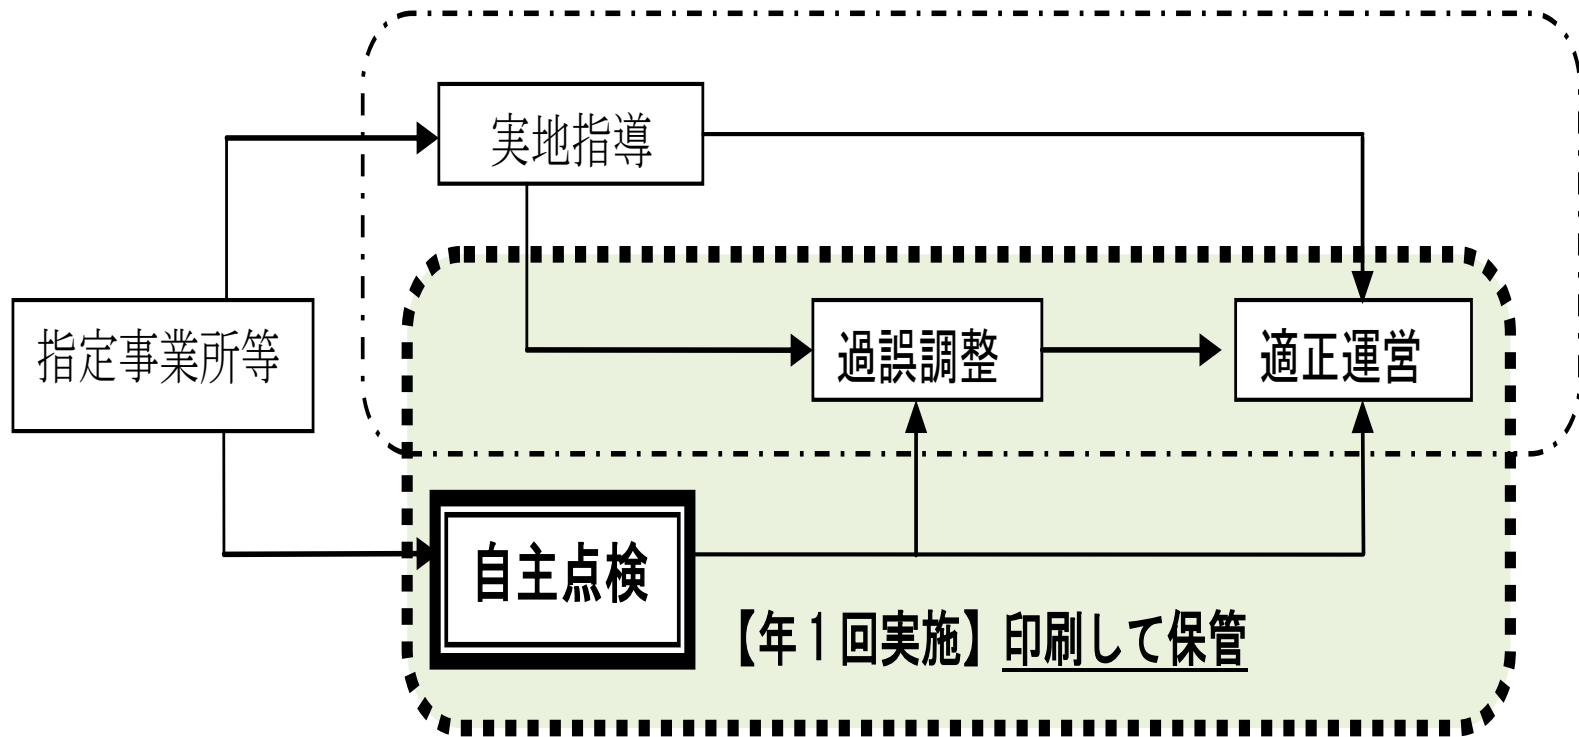 実地指導
指定事業所等
過誤調整
適正運営
自主点検
【年１回実施】印刷して保管